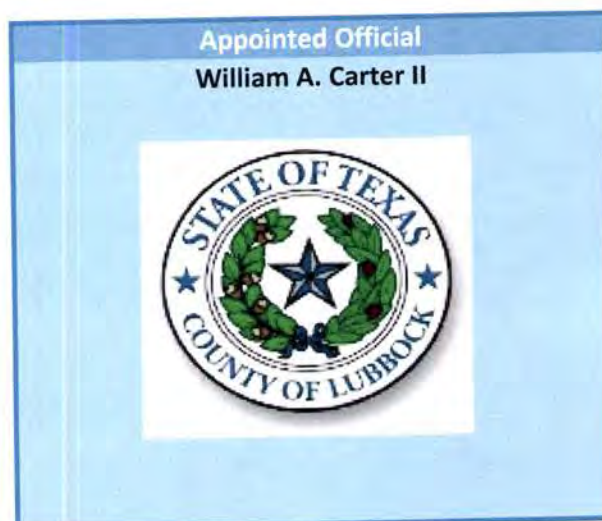 Appointed Official
William A. Carter II
STATE OF TEXAS
COUNTY OF LUBBOCK